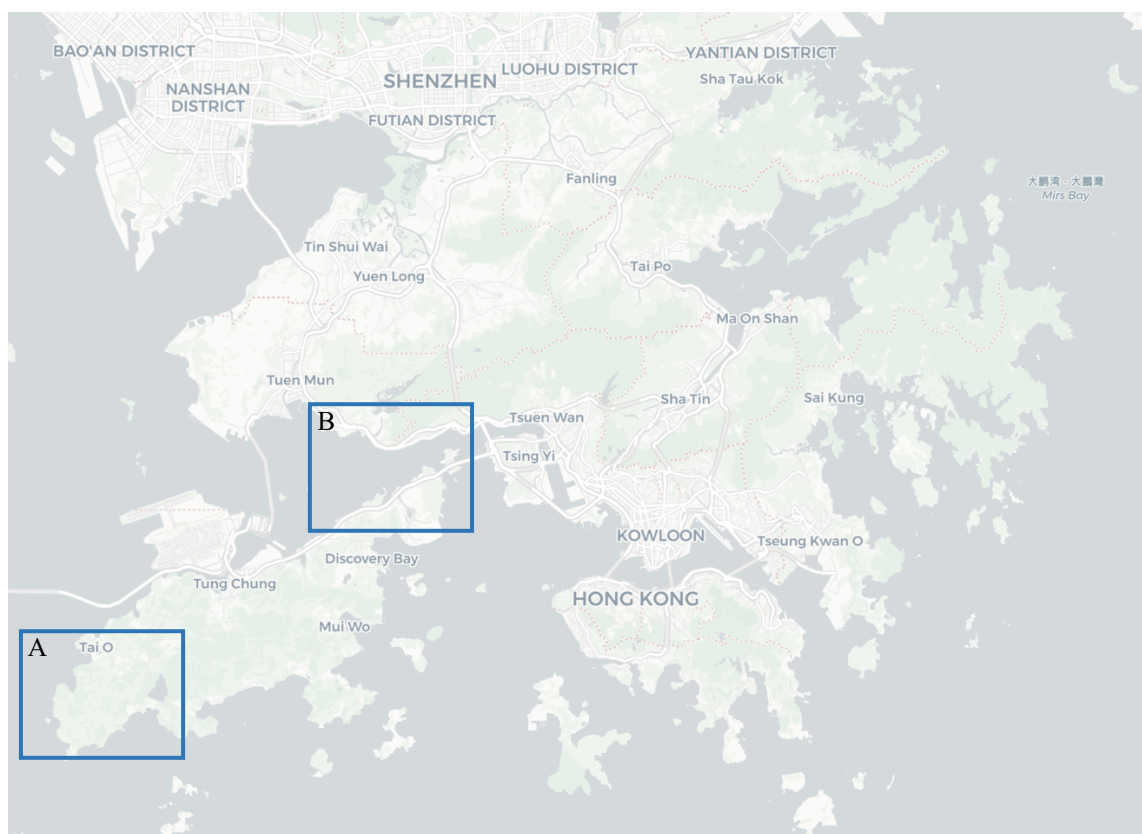 BAO'AN DISTRICT
YANTIAN DISTRICT
LUOHU DISTRICT
SHENZHEN
Sha Tau Kok
NANSHAN
DISTRICT
FUTIAN DISTRICT
Fanling
大鹏湾·大鵬灣
Mirs Bay
Tin Shui Wai
Tai Po
Yuen Long
Ma On Shan
Tuen Mun
Sha Tin
Sai Kung
B
Tsuen Wan
Tsing Yi
KOWLOON
Tseung Kwan O
Discovery Bay
Tung Chung
HONG KONG
Mui Wo
A
Tai O